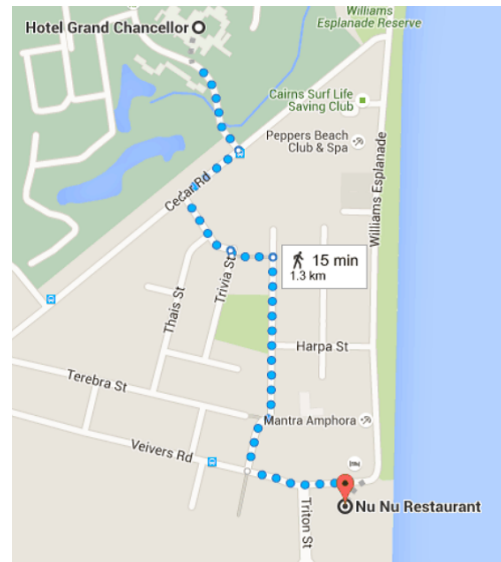 Williams
Esplanade Reserve
Hotel Grand Chancellor
Cairns Surf Life
Saving Club
Peppers Beach
Club & Spa
Williams Esplanade
Cedar Rd
15 min
1.3 km
Trivia St
Thais St
Harpa St
Terebra St
Mantra Amphora
Veivers Rd
Nu Nu Restaurant
Triton St